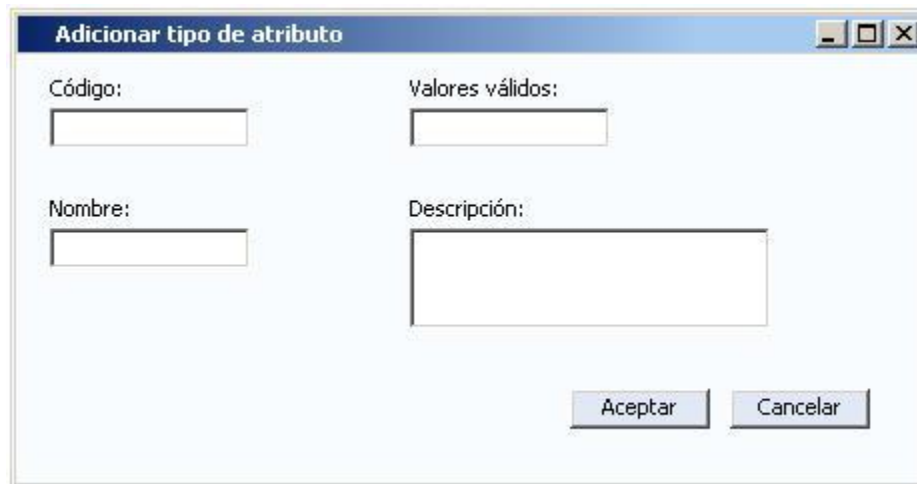 Adicionar tipo de atributo
Código:
Valores válidos:
Nombre:
Descripción:
Aceptar
Cancelar